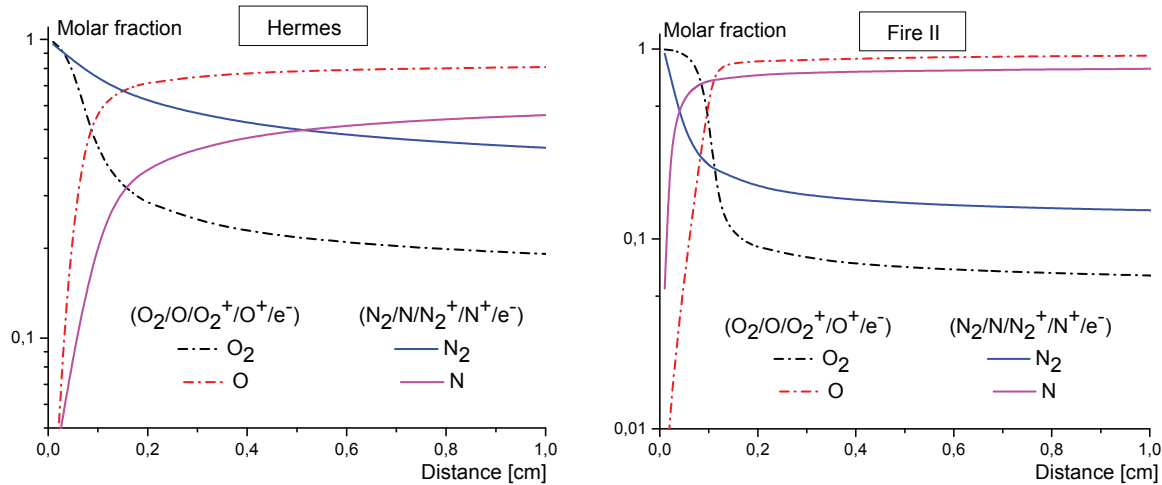 Molar fraction
Hermes
1
0,1
(O₂/O/O₂⁺/O⁺/e⁻)
(N₂/N/N₂⁺/N⁺/e⁻)
O₂
N₂
O
N
0,0 0,2 0,4 0,6 0,8 1,0
Distance [cm]
Molar fraction
Fire II
1
0,1
0,01
(O₂/O/O₂⁺/O⁺/e⁻)
(N₂/N/N₂⁺/N⁺/e⁻)
O₂
N₂
O
N
0,0 0,2 0,4 0,6 0,8 1,0
Distance [cm]